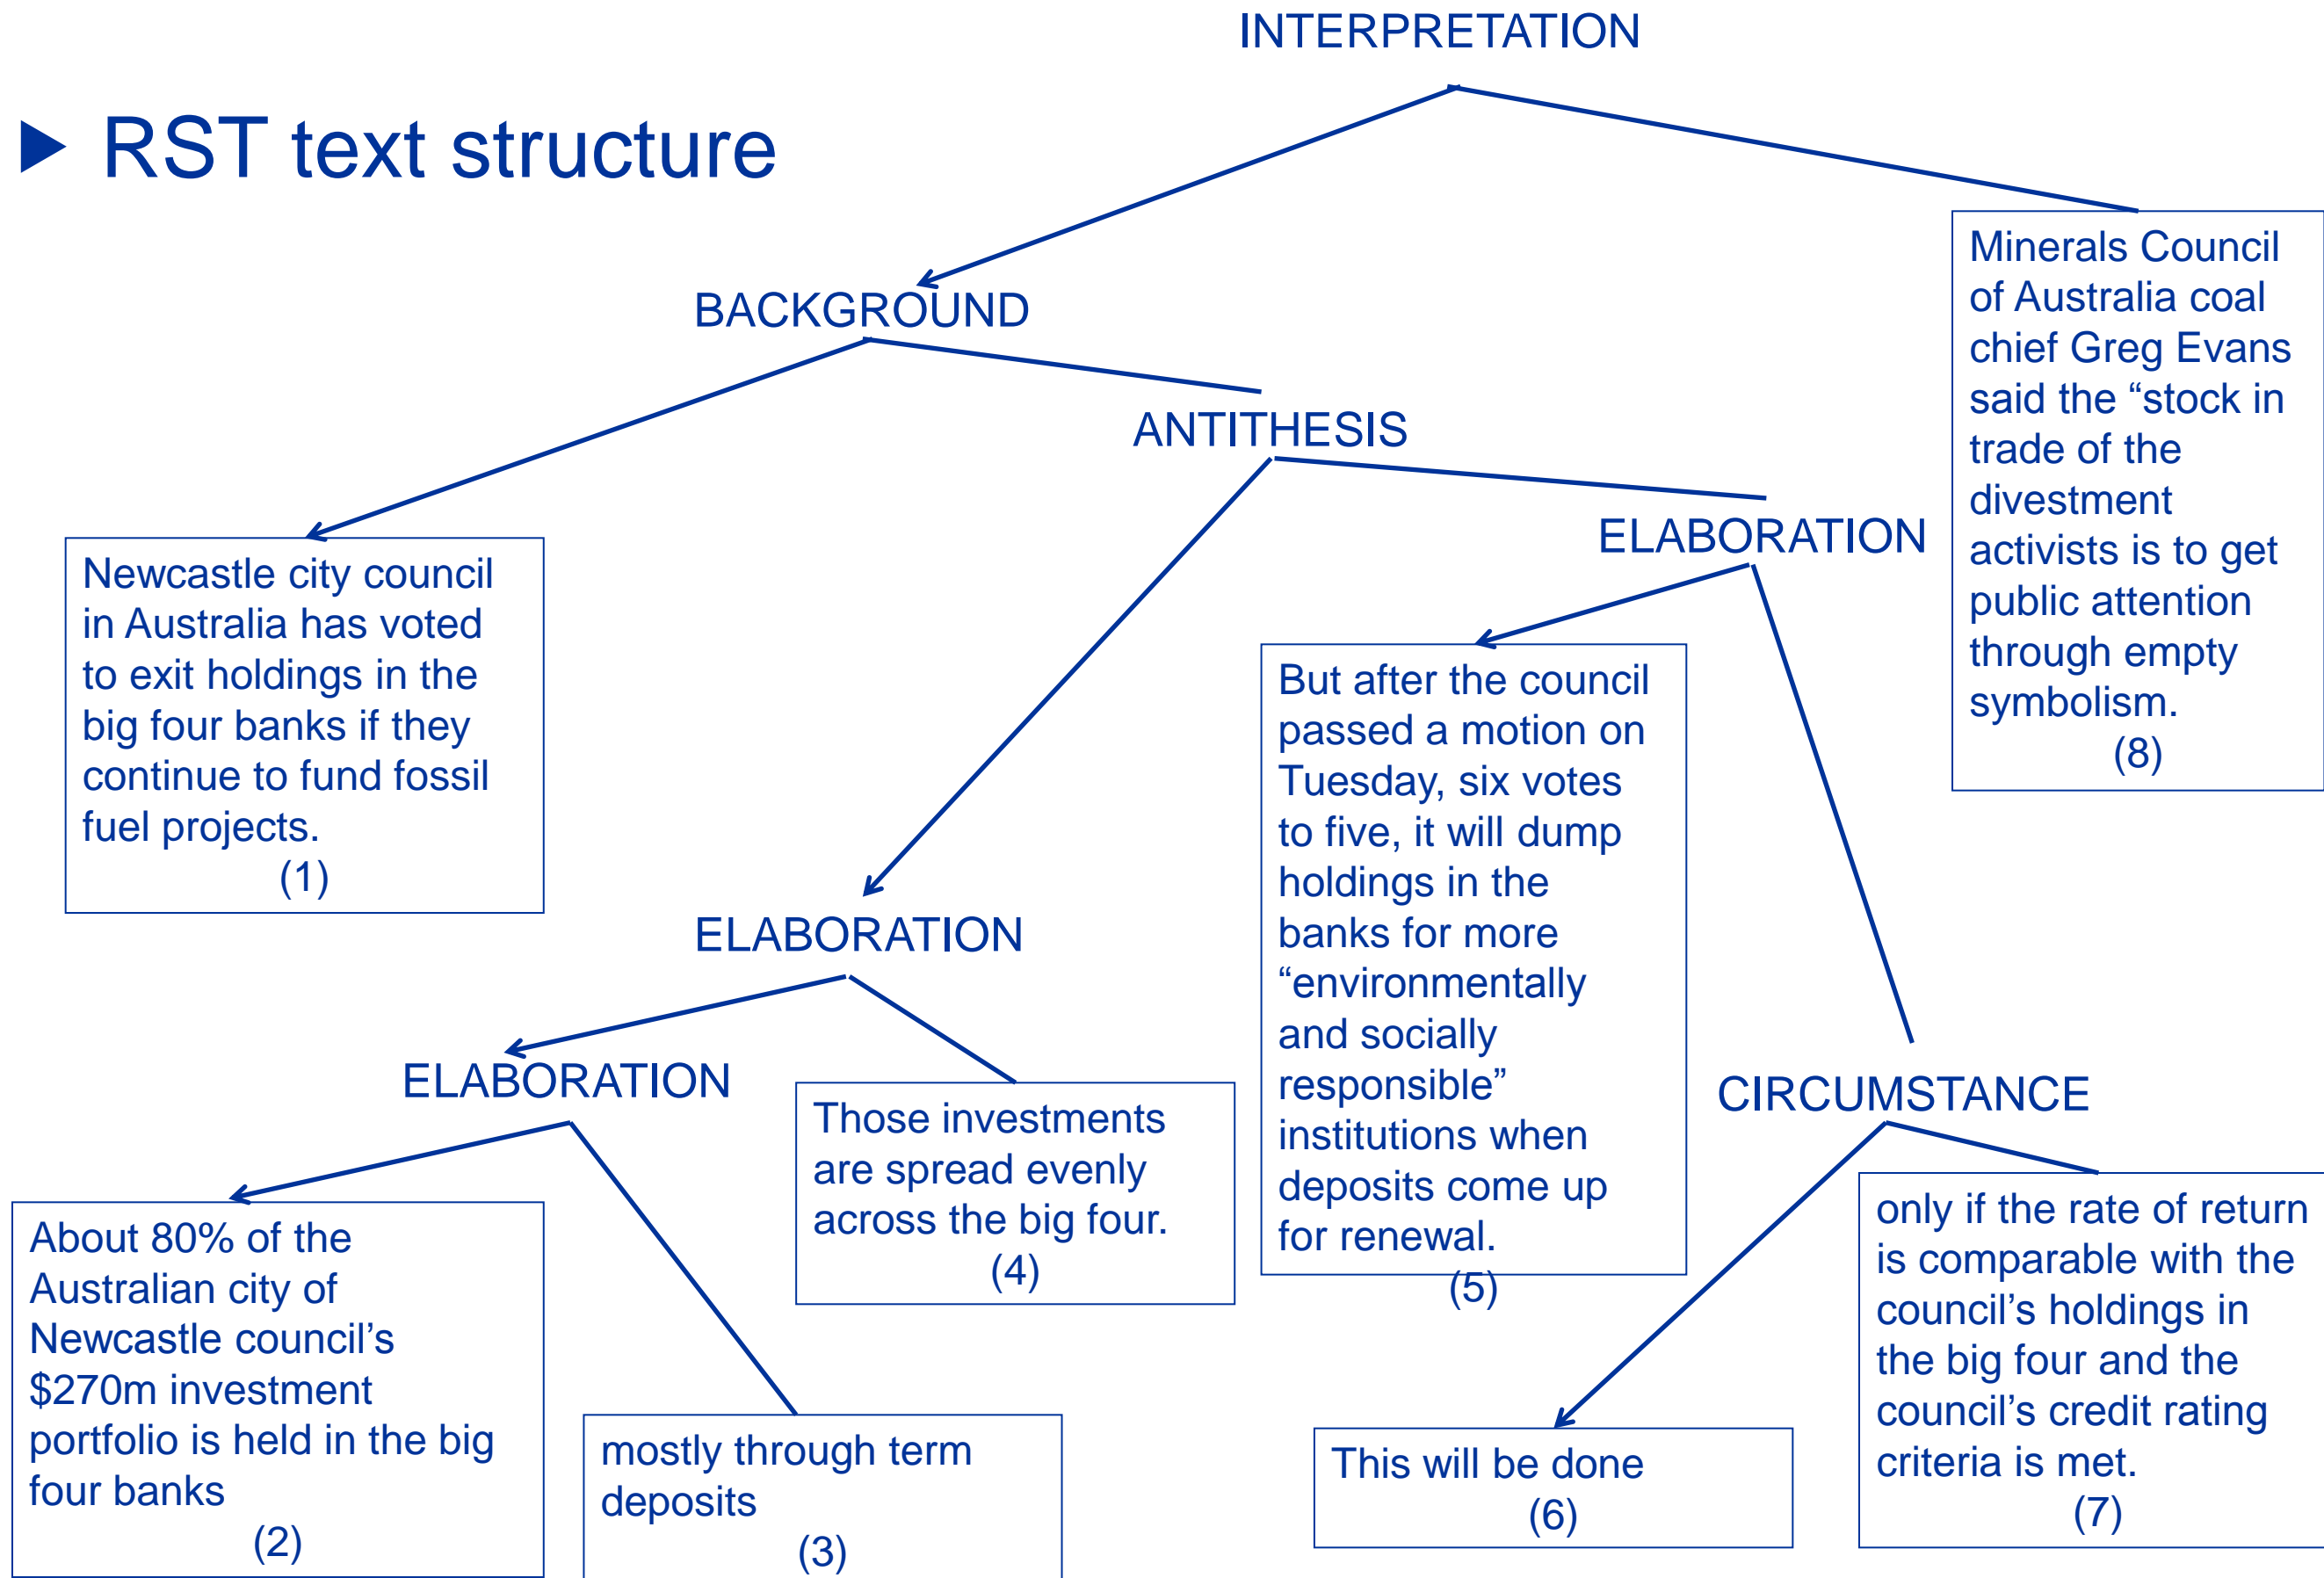 INTERPRETATION
RST text structure
BACKGROUND
ANTITHESIS
ELABORATION
Newcastle city council
in Australia has voted
to exit holdings in the
big four banks if they
continue to fund fossil
fuel projects.
(1)
ELABORATION
ELABORATION
About 80% of the
Australian city of
Newcastle council’s
$270m investment
portfolio is held in the big
four banks
(2)
mostly through term
deposits
(3)
Those investments
are spread evenly
across the big four.
(4)
But after the council
passed a motion on
Tuesday, six votes
to five, it will dump
holdings in the
banks for more
“environmentally
and socially
responsible”
institutions when
deposits come up
for renewal.
(5)
CIRCUMSTANCE
This will be done
(6)
only if the rate of return
is comparable with the
council’s holdings in
the big four and the
council’s credit rating
criteria is met.
(7)
Minerals Council
of Australia coal
chief Greg Evans
said the “stock in
trade of the
divestment
activists is to get
public attention
through empty
symbolism.
(8)